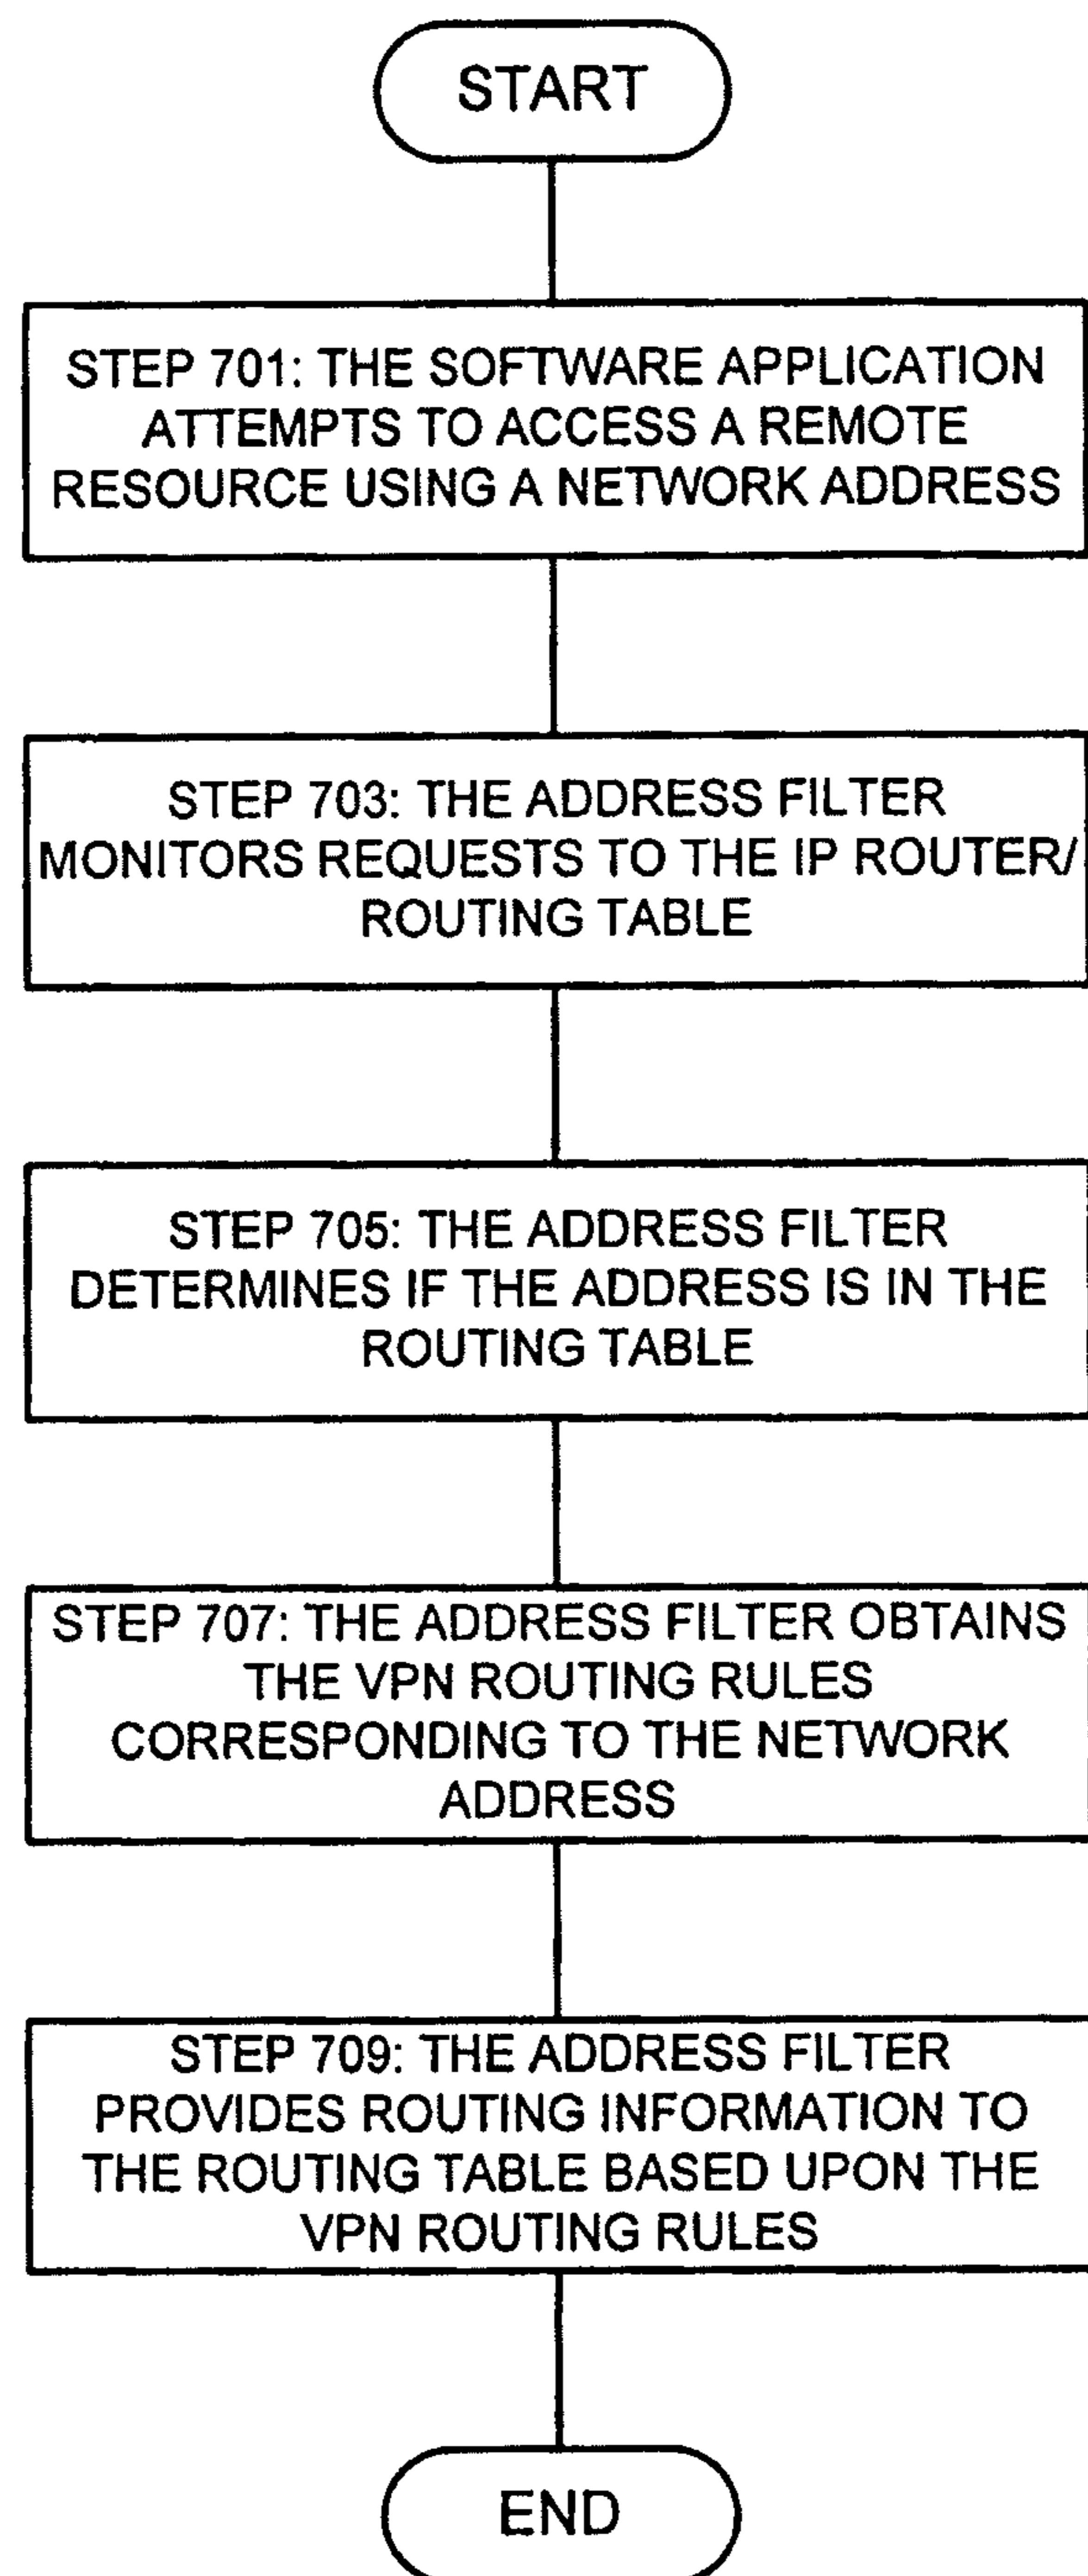 START
STEP 701: THE SOFTWARE APPLICATION
ATTEMPTS TO ACCESS A REMOTE
RESOURCE USING A NETWORK ADDRESS
STEP 703: THE ADDRESS FILTER
MONITORS REQUESTS TO THE IP ROUTER/
ROUTING TABLE
STEP 705: THE ADDRESS FILTER
DETERMINES IF THE ADDRESS IS IN THE
ROUTING TABLE
STEP 707: THE ADDRESS FILTER OBTAINS
THE VPN ROUTING RULES
CORRESPONDING TO THE NETWORK
ADDRESS
STEP 709: THE ADDRESS FILTER
PROVIDES ROUTING INFORMATION TO
THE ROUTING TABLE BASED UPON THE
VPN ROUTING RULES
END